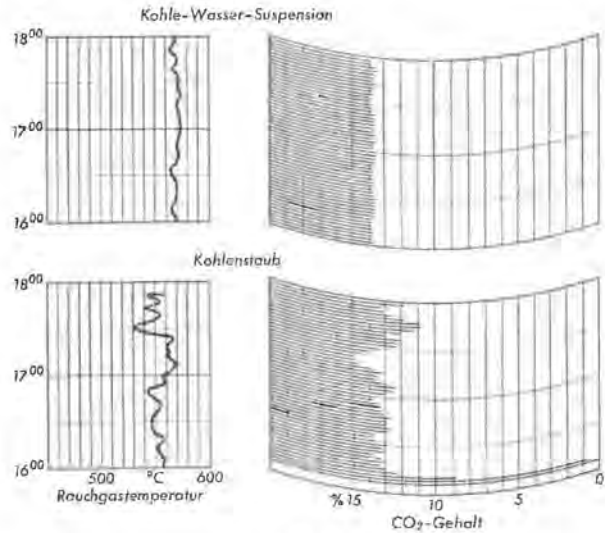 Kohle-Wasser-Suspension
18⁰⁰
17⁰⁰
16⁰⁰
Kohlenstaub
18⁰⁰
17⁰⁰
16⁰⁰
500 °C 600
Rauchgastemperatur
% 15 10 5 0
CO₂-Gehalt